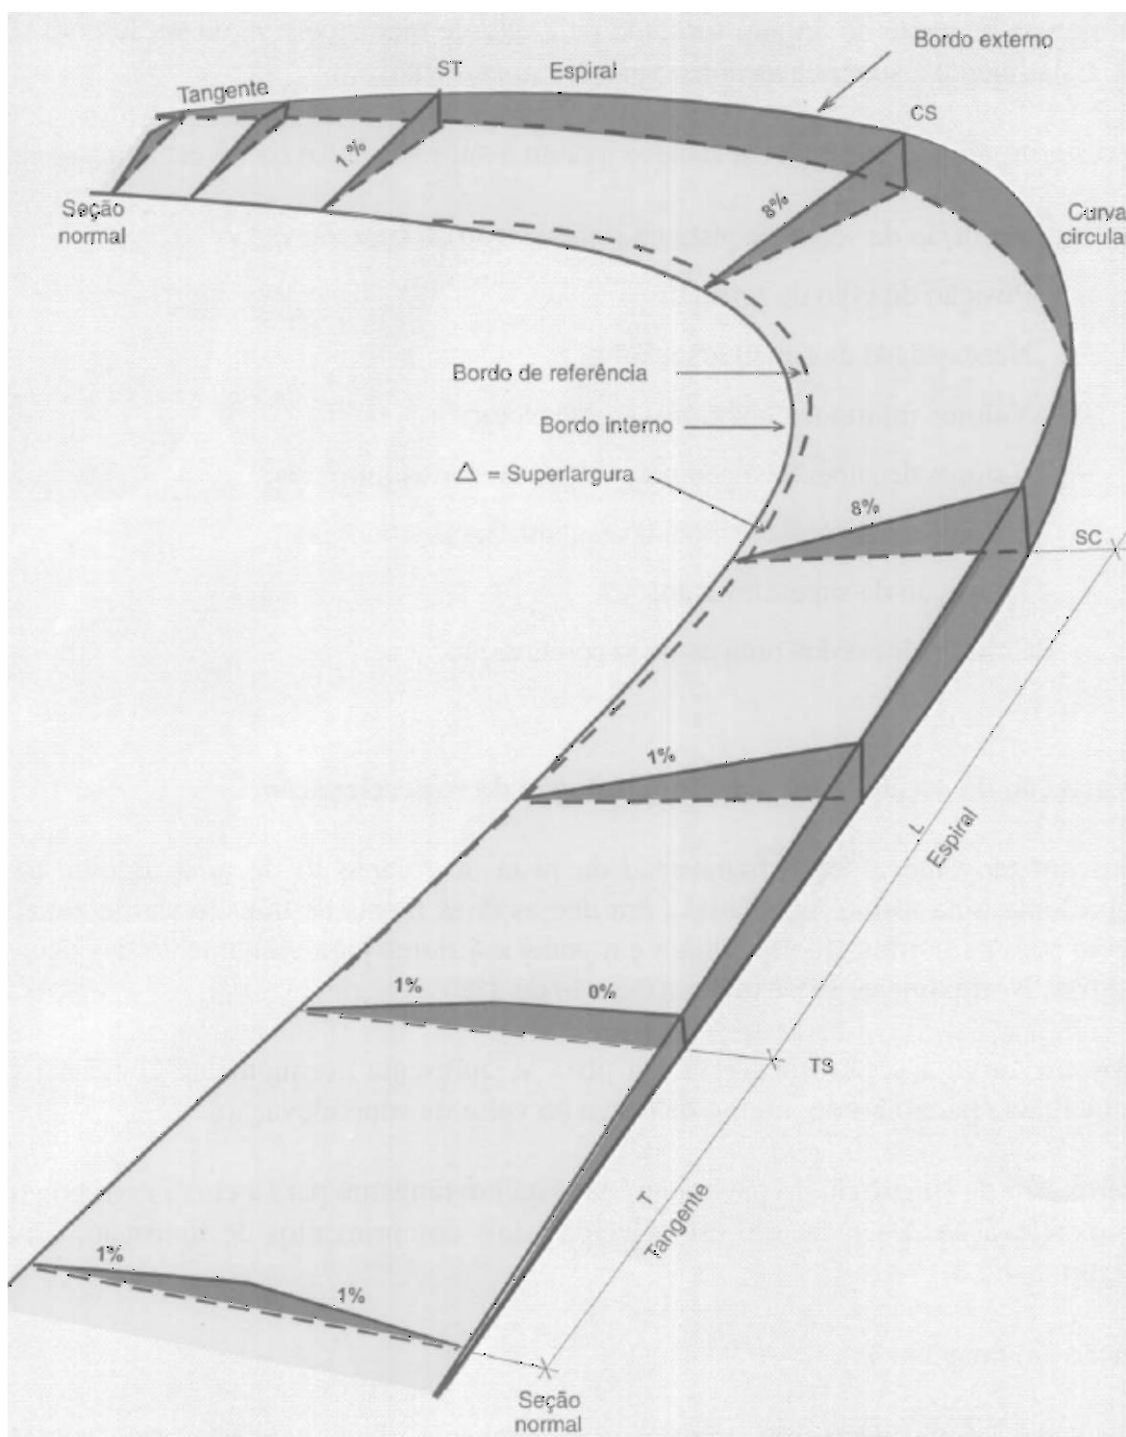 Bordo externo
ST
Espiral
Tangente
CS
1%
8%
Seção
normal
Curva
circular
Bordo de referência
Bordo interno
Δ = Superlargura
8%
SC
1%
L
Espiral
1%
0%
TS
T
Tangente
1%
1%
Seção
normal